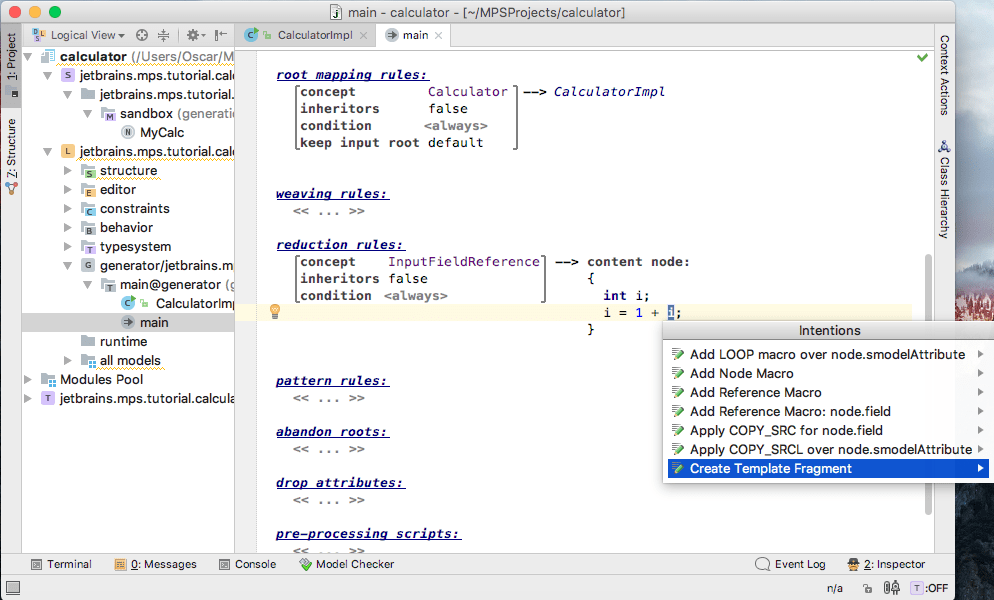 main - calculator - [~/MPSProjects/calculator]
Logical View
CalculatorImpl
main
1: Project
7: Structure
calculator (/Users/Oscar/M
jetbrains.mps.tutorial.calc
jetbrains.mps.tutorial.
sandbox (generati
MyCalc
jetbrains.mps.tutorial.calc
structure
editor
constraints
behavior
typesystem
generator/jetbrains.m
main@generator (g
CalculatorImp
main
runtime
all models
Modules Pool
jetbrains.mps.tutorial.calcula
root mapping rules:
concept Calculator --> CalculatorImpl
inheritors false
condition <always>
keep input root default
weaving rules:
<< ... >>
reduction rules:
concept InputFieldReference --> content node:
inheritors false {
condition <always> int i;
i = 1 + i;
}
pattern rules:
<< ... >>
abandon roots:
<< ... >>
drop attributes:
<< ... >>
pre-processing scripts:
<< ... >>
Intentions
Add LOOP macro over node.smodelAttribute
Add Node Macro
Add Reference Macro
Add Reference Macro: node.field
Apply COPY_SRC for node.field
Apply COPY_SRCL over node.smodelAttribute
Create Template Fragment
Context Actions
Class Hierarchy
Terminal
0: Messages
Console
Model Checker
Event Log
2: Inspector
n/a
T :OFF